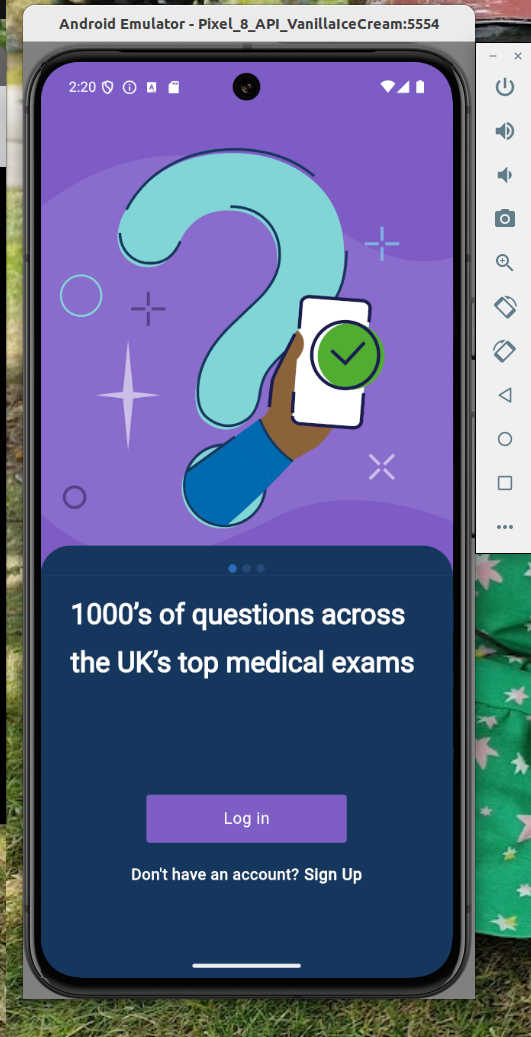 Android Emulator - Pixel_8_API_VanillaIceCream:5554
2:20
A
1000’s of questions across
the UK’s top medical exams
Log in
Don't have an account? Sign Up